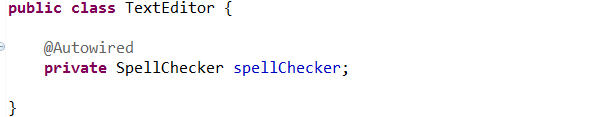 public class TextEditor {
@Autowired
private SpellChecker spellChecker;
}